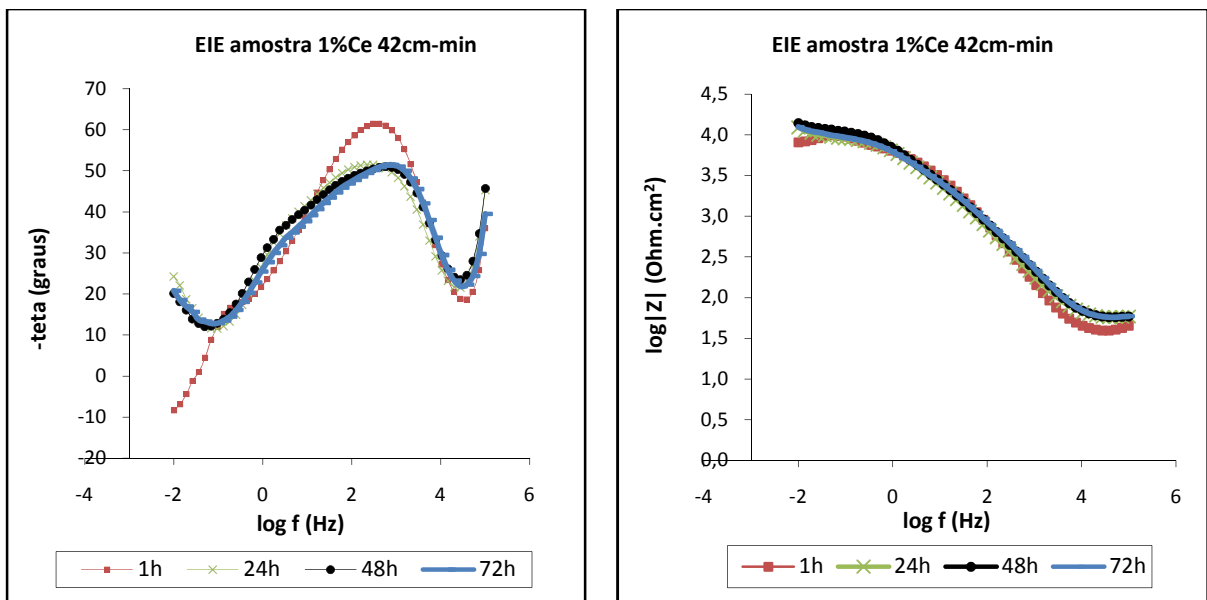 EIE amostra 1%Ce 42cm-min
70
60
50
40
30
20
10
0
-10
-20
-teta (graus)
-4
-2
0
2
4
6
log f (Hz)
1h
24h
48h
72h
EIE amostra 1%Ce 42cm-min
4,5
4,0
3,5
3,0
2,5
2,0
1,5
1,0
0,5
0,0
log|Z| (Ohm.cm²)
-4
-2
0
2
4
6
log f (Hz)
1h
24h
48h
72h